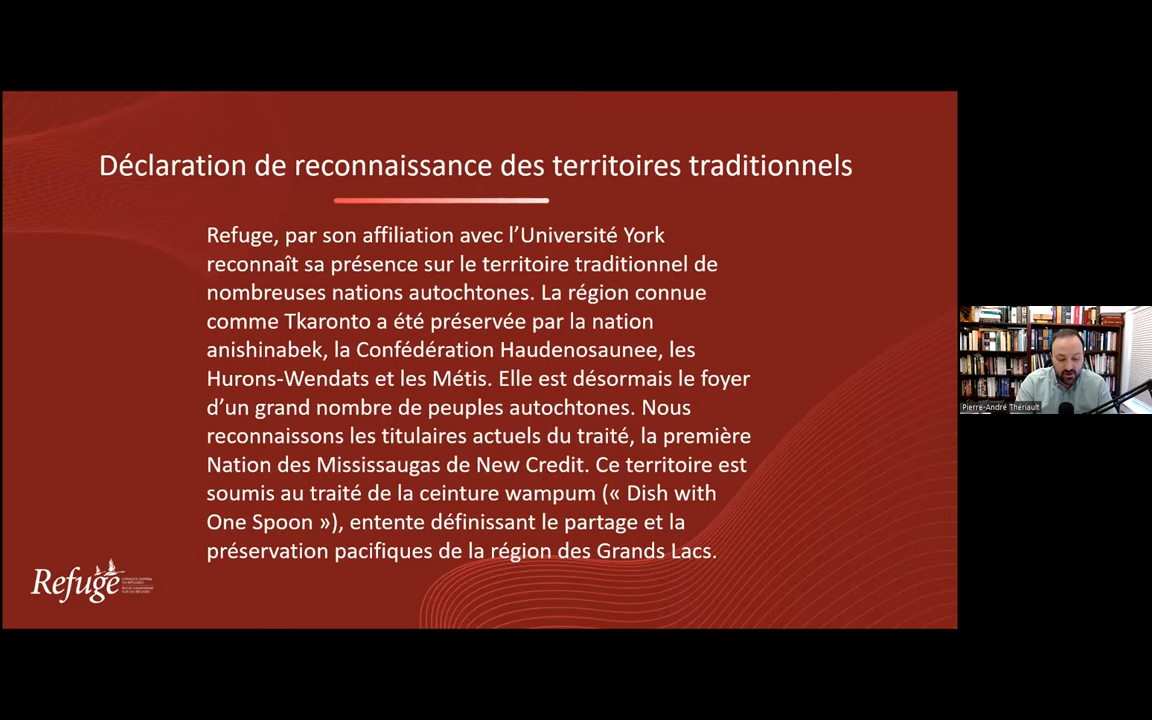 Déclaration de reconnaissance des territoires traditionnels
Refuge, par son affiliation avec l’Université York
reconnaît sa présence sur le territoire traditionnel de
nombreuses nations autochtones. La région connue
comme Tkaronto a été préservée par la nation
anishinabek, la Confédération Haudenosaunee, les
Hurons-Wendats et les Métis. Elle est désormais le foyer
d’un grand nombre de peuples autochtones. Nous
reconnaissons les titulaires actuels du traité, la première
Nation des Mississaugas de New Credit. Ce territoire est
soumis au traité de la ceinture wampum (« Dish with
One Spoon »), entente définissant le partage et la
préservation pacifiques de la région des Grands Lacs.
Refuge
Pierre-André Thériault